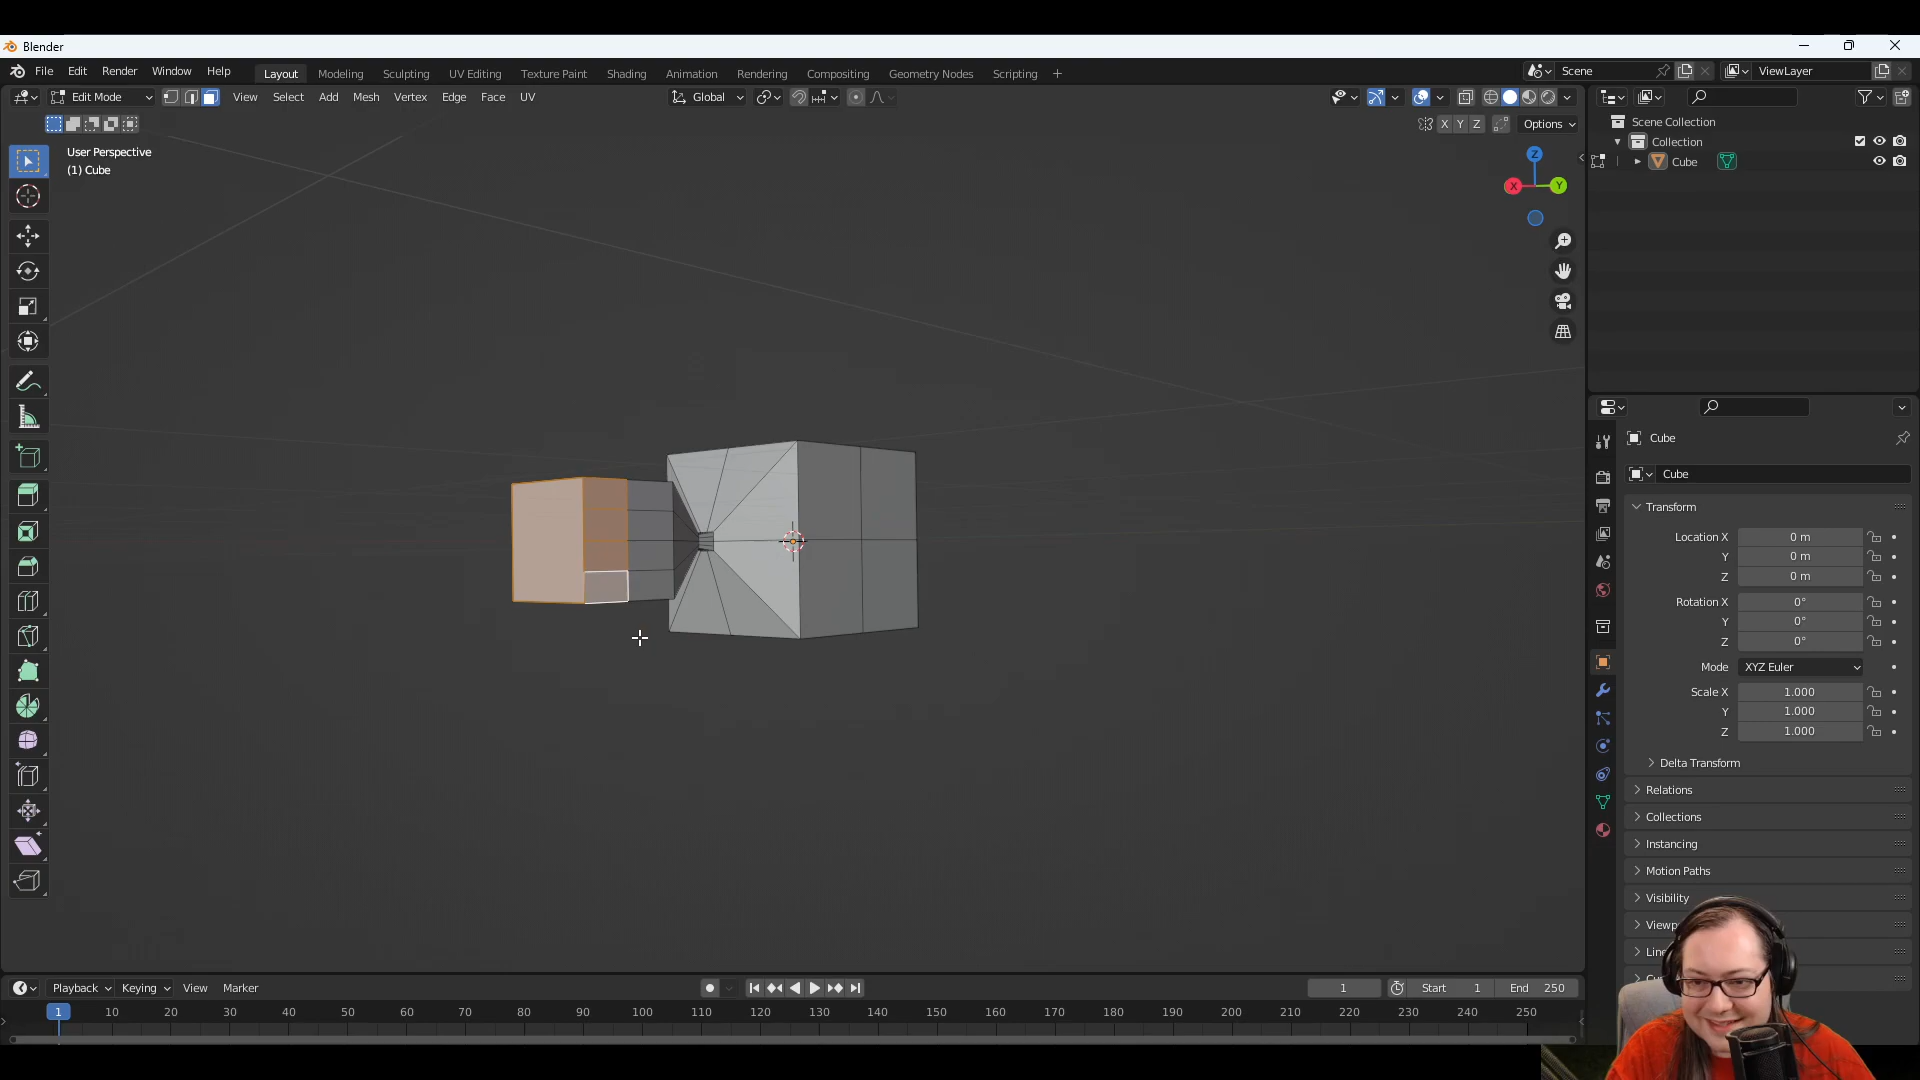 Blender
File Edit Render Window Help Layout Modeling Sculpting UV Editing Texture Paint Shading Animation Rendering Compositing Geometry Nodes Scripting + Scene ViewLayer
Edit Mode View Select Add Mesh Vertex Edge Face UV Global
X Y Z Options
User Perspective
(1) Cube
Z
X Y
Scene Collection
Collection
Cube
Cube
Cube
Transform
Location X 0 m
Y 0 m
Z 0 m
Rotation X 0°
Y 0°
Z 0°
Mode XYZ Euler
Scale X 1.000
Y 1.000
Z 1.000
Delta Transform
Relations
Collections
Instancing
Motion Paths
Visibility
Playback Keying View Marker 1 Start 1 End 250
1 10 20 30 40 50 60 70 80 90 100 110 120 130 140 150 160 170 180 190 200 210 220 230 240 250